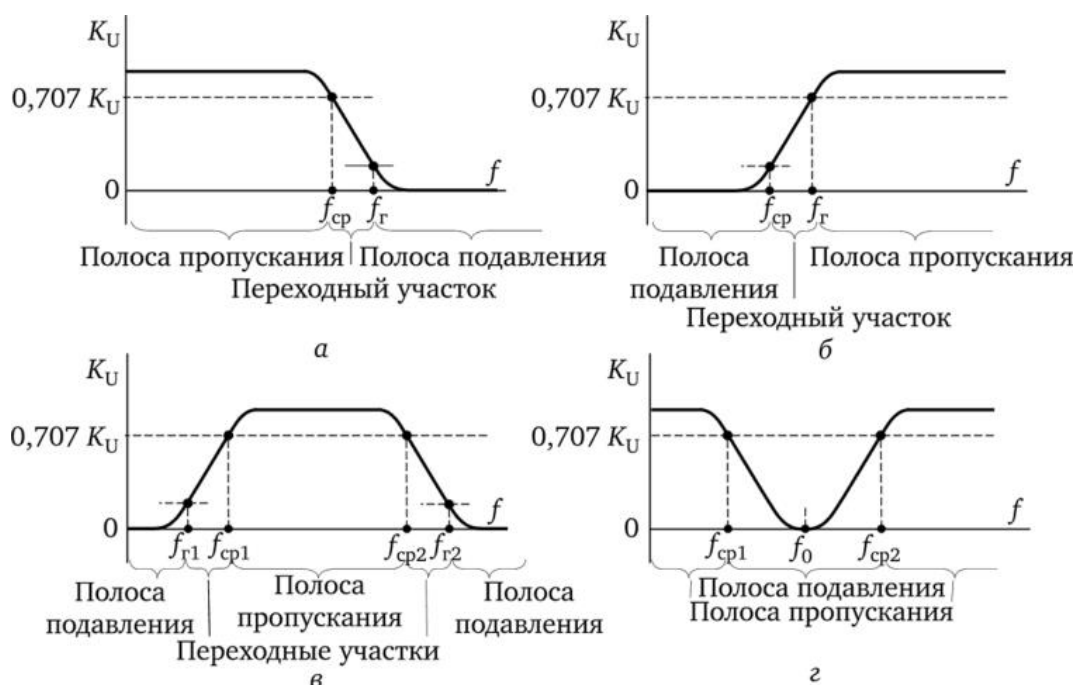 K_U
0,707 K_U
0
f
f_ср f_г
Полоса пропускания Полоса подавления
Переходный участок
а
K_U
0,707 K_U
0
f
f_ср f_г
Полоса
подавления
Полоса пропускания
Переходный участок
б
K_U
0,707 K_U
0
f
f_г1 f_ср1 f_ср2 f_г2
Полоса
подавления
Полоса
пропускания
Полоса
подавления
Переходные участки
в
K_U
0,707 K_U
0
f
f_ср1 f_0 f_ср2
Полоса подавления
Полоса пропускания
г